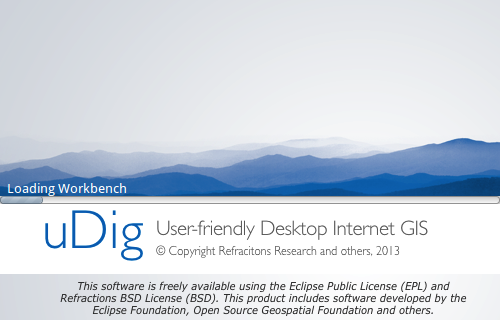 Loading Workbench
uDig
User-friendly Desktop Internet GIS
© Copyright Refracitons Research and others, 2013
This software is freely available using the Eclipse Public License (EPL) and
Refractions BSD License (BSD). This product includes software developed by the
Eclipse Foundation, Open Source Geospatial Foundation and others.